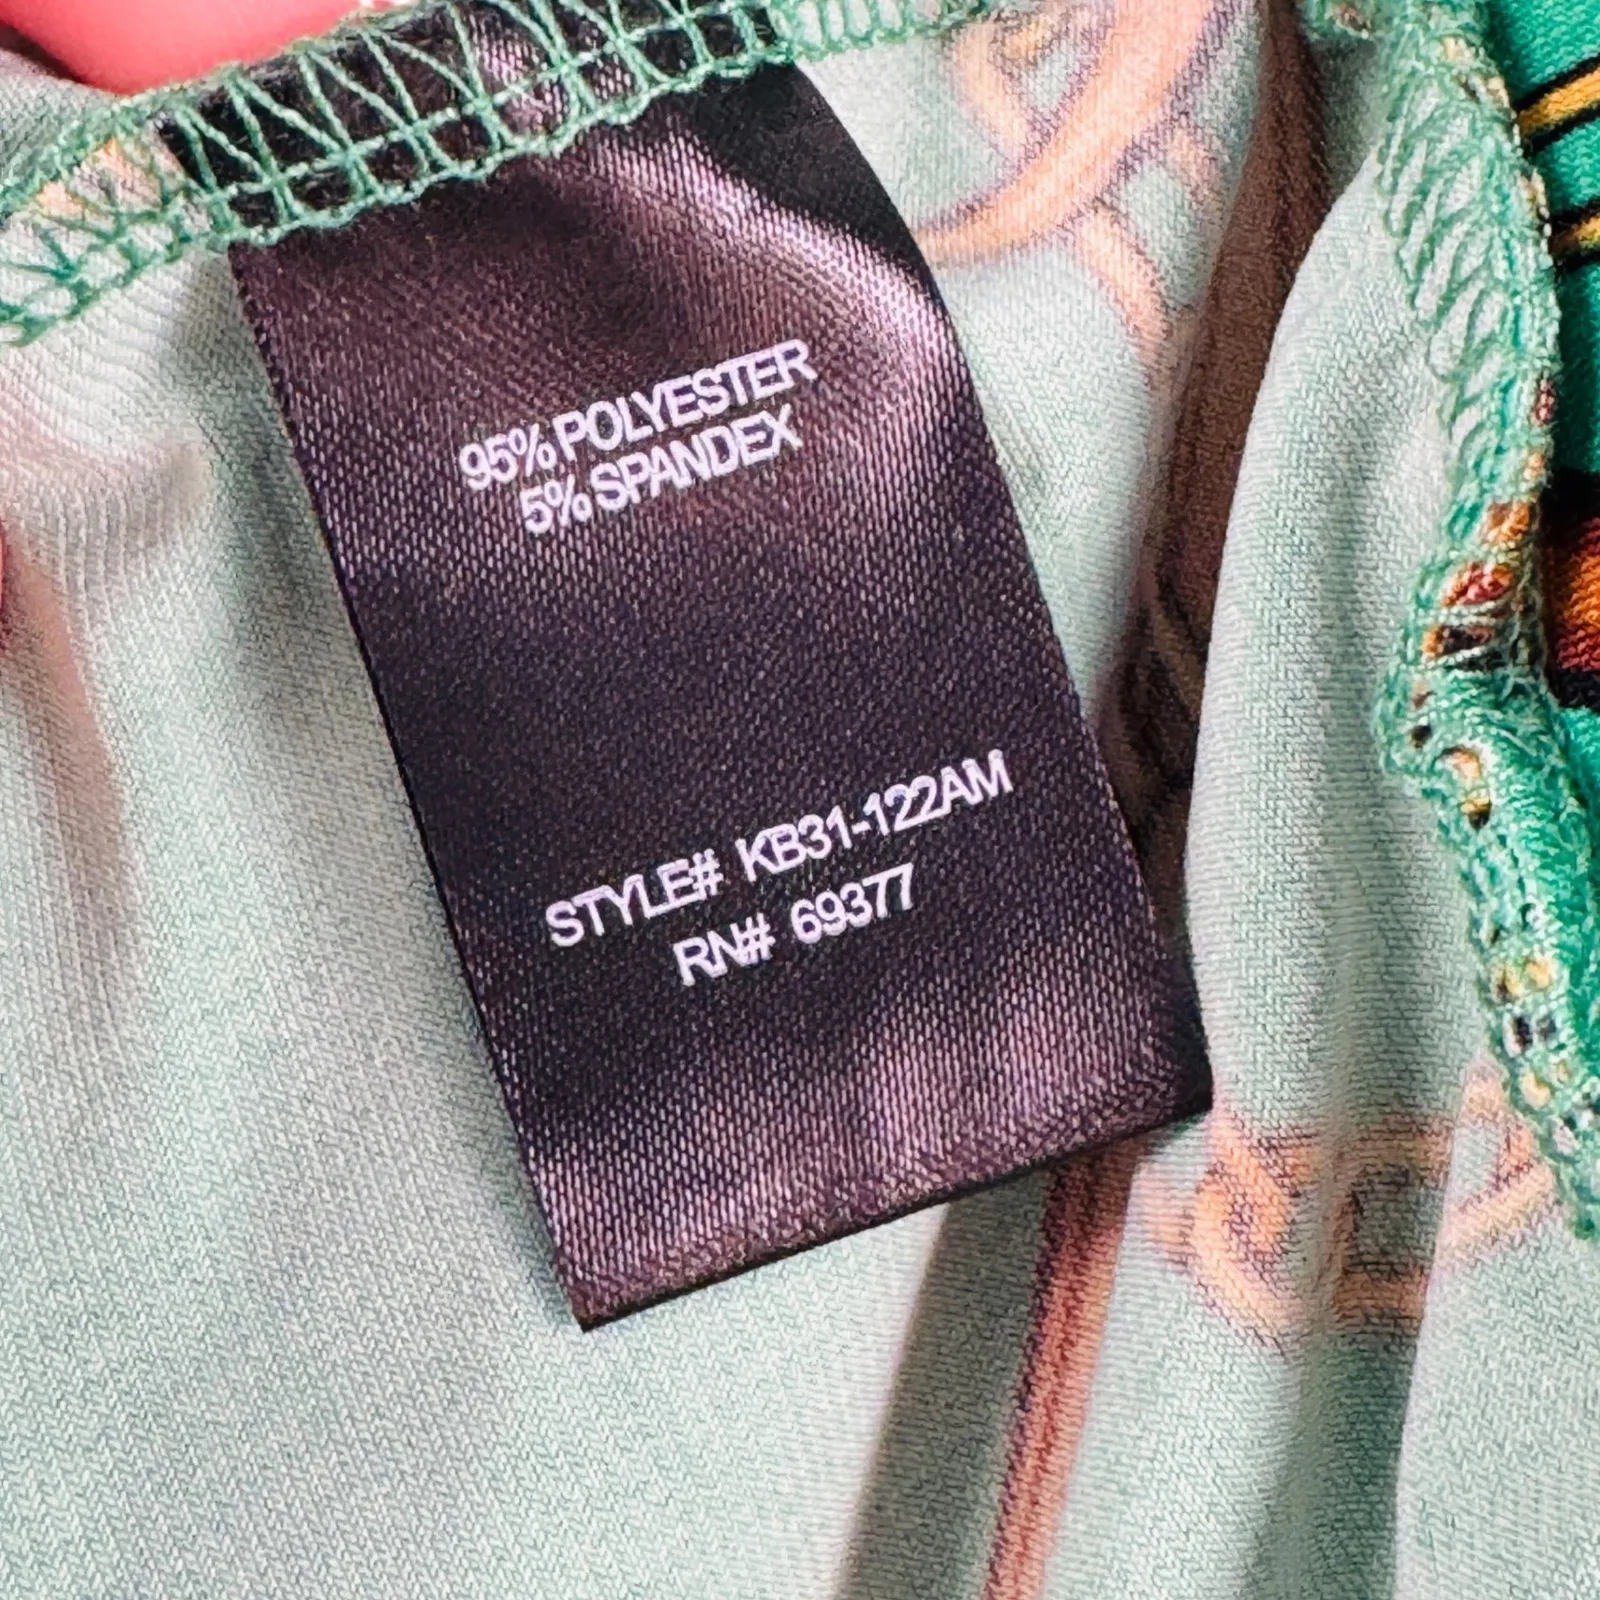 95% POLYESTER
5% SPANDEX
STYLE# KB31-122AM
RN# 69377